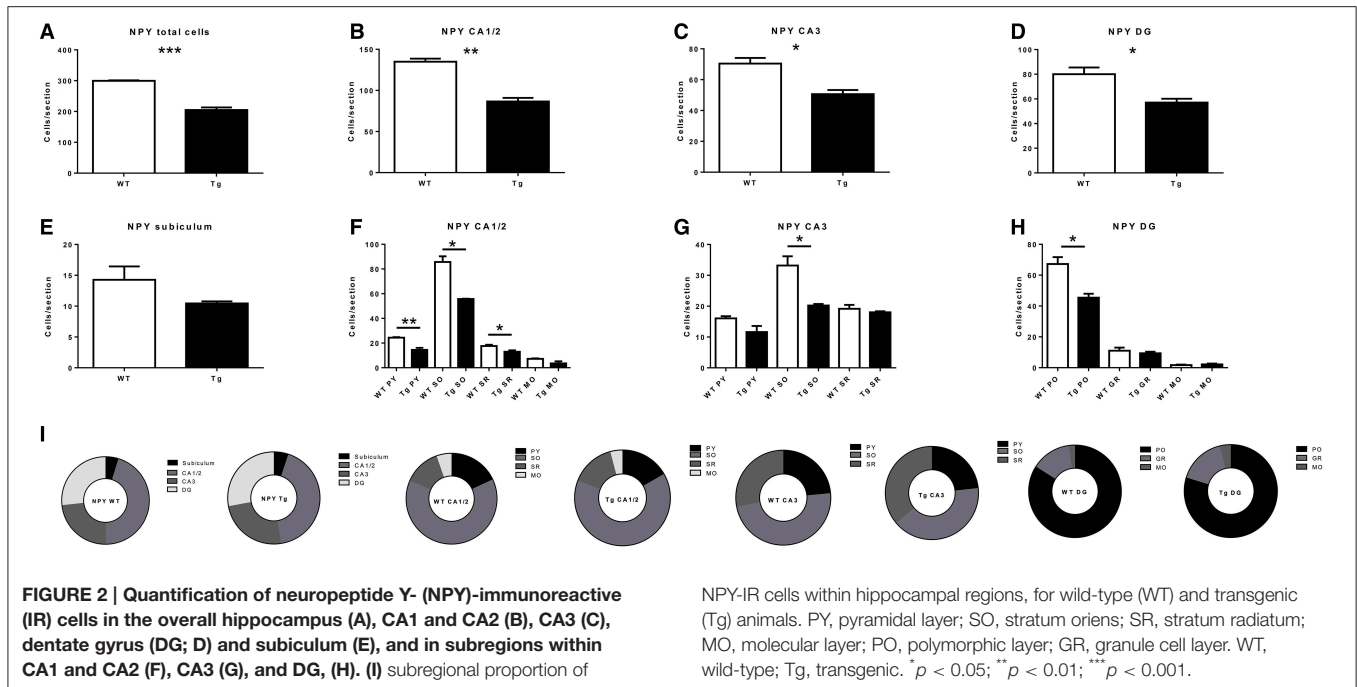 A
NPY total cells
***
Cells/section
400
300
200
100
0
WT
Tg
B
NPY CA1/2
**
Cells/section
150
100
50
0
WT
Tg
C
NPY CA3
*
Cells/section
80
60
40
20
0
WT
Tg
D
NPY DG
*
Cells/section
100
80
60
40
20
0
WT
Tg
E
NPY subiculum
Cells/section
20
15
10
5
0
WT
Tg
F
NPY CA1/2
Cells/section
100
80
60
40
20
0
**
*
*
WT PY
Tg PY
WT SO
Tg SO
WT SR
Tg SR
WT MO
Tg MO
G
NPY CA3
Cells/section
40
30
20
10
0
*
WT PY
Tg PY
WT SO
Tg SO
WT SR
Tg SR
H
NPY DG
Cells/section
100
80
60
40
20
0
*
WT PO
Tg PO
WT GR
Tg GR
WT MO
Tg MO
I
NPY WT
Subiculum
CA1/2
CA3
DG
NPY Tg
Subiculum
CA1/2
CA3
DG
WT CA1/2
PY
SO
SR
MO
Tg CA1/2
PY
SO
SR
MO
WT CA3
PY
SO
SR
Tg CA3
PY
SO
SR
WT DG
PO
GR
MO
Tg DG
PO
GR
MO
FIGURE 2 | Quantification of neuropeptide Y- (NPY)-immunoreactive
(IR) cells in the overall hippocampus (A), CA1 and CA2 (B), CA3 (C),
dentate gyrus (DG; D) and subiculum (E), and in subregions within
CA1 and CA2 (F), CA3 (G), and DG, (H). (I) subregional proportion of
NPY-IR cells within hippocampal regions, for wild-type (WT) and transgenic
(Tg) animals. PY, pyramidal layer; SO, stratum oriens; SR, stratum radiatum;
MO, molecular layer; PO, polymorphic layer; GR, granule cell layer. WT,
wild-type; Tg, transgenic. *p < 0.05; **p < 0.01; ***p < 0.001.